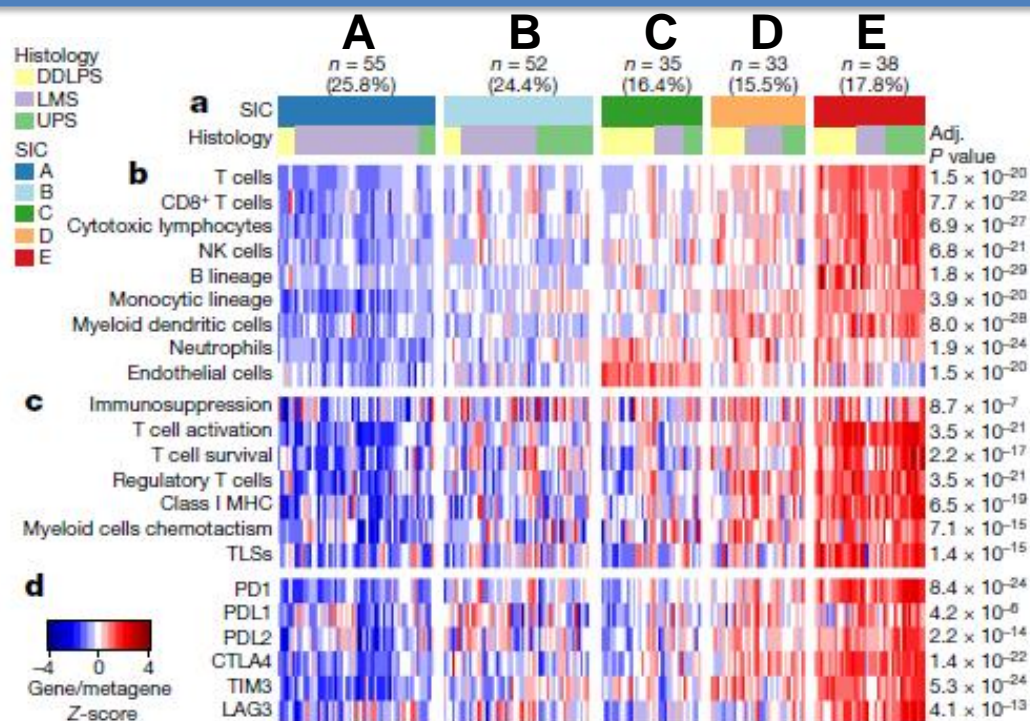 A B C D E
Histology
DDLPS
LMS
UPS
SIC
A
B
C
D
E
n = 55 n = 52 n = 35 n = 33 n = 38
(25.8%) (24.4%) (16.4%) (15.5%) (17.8%)
a SIC
Histology
Adj.
P value
b T cells 1.5 × 10⁻²⁰
CD8⁺ T cells 7.7 × 10⁻²²
Cytotoxic lymphocytes 6.9 × 10⁻²⁷
NK cells 6.8 × 10⁻²¹
B lineage 1.8 × 10⁻²⁹
Monocytic lineage 3.9 × 10⁻²⁰
Myeloid dendritic cells 8.0 × 10⁻²⁸
Neutrophils 1.9 × 10⁻²⁴
Endothelial cells 1.5 × 10⁻²⁰
c Immunosuppression 8.7 × 10⁻⁷
T cell activation 3.5 × 10⁻²¹
T cell survival 2.2 × 10⁻¹⁷
Regulatory T cells 3.5 × 10⁻²¹
Class I MHC 6.5 × 10⁻¹⁹
Myeloid cells chemotactism 7.1 × 10⁻¹⁵
TLSs 1.4 × 10⁻¹⁵
d PD1 8.4 × 10⁻²⁴
PDL1 4.2 × 10⁻⁶
PDL2 2.2 × 10⁻¹⁴
CTLA4 1.4 × 10⁻²²
TIM3 5.3 × 10⁻²⁴
LAG3 4.1 × 10⁻¹³
−4 0 4
Gene/metagene
Z-score